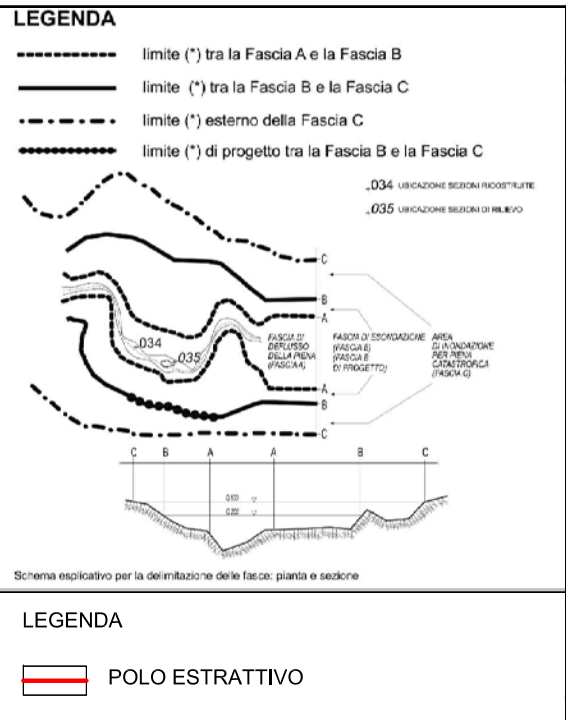 LEGENDA
limite (*) tra la Fascia A e la Fascia B
limite (*) tra la Fascia B e la Fascia C
limite (*) esterno della Fascia C
limite (*) di progetto tra la Fascia B e la Fascia C
034 UBICAZIONE SEZIONI RICOSTRUITE
035 UBICAZIONE SEZIONI DI RILIEVO
C
B
A
034
035
FASCIA DI
DEFLUSSO
DELLA PIENA
(FASCIA A)
FASCIA DI ESONDAZIONE
(FASCIA B)
(FASCIA B
DI PROGETTO)
AREA
DI INONDAZIONE
PER PIENA
CATASTROFICA
(FASCIA C)
A
B
C
C B A A B C
Schema esplicativo per la delimitazione delle fasce: pianta e sezione
LEGENDA
POLO ESTRATTIVO